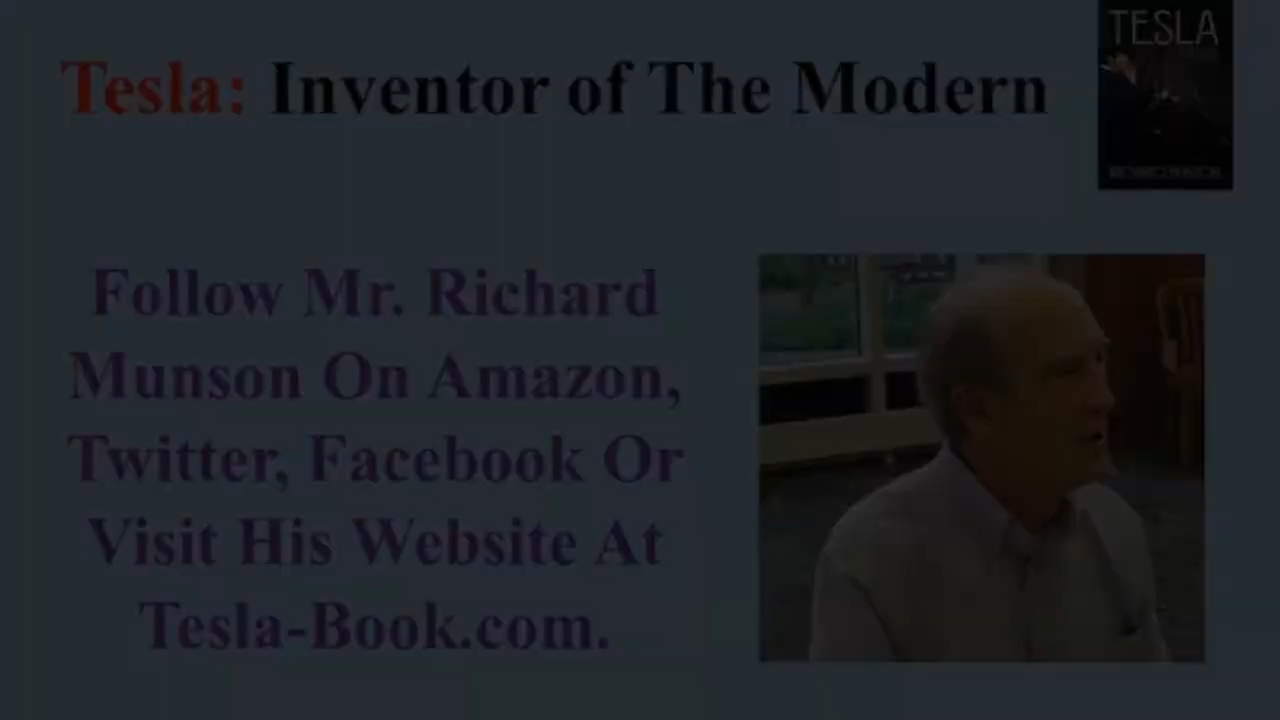 Tesla: Inventor of The Modern
TESLA
Follow Mr. Richard
Munson On Amazon,
Twitter, Facebook Or
Visit His Website At
Tesla-Book.com.